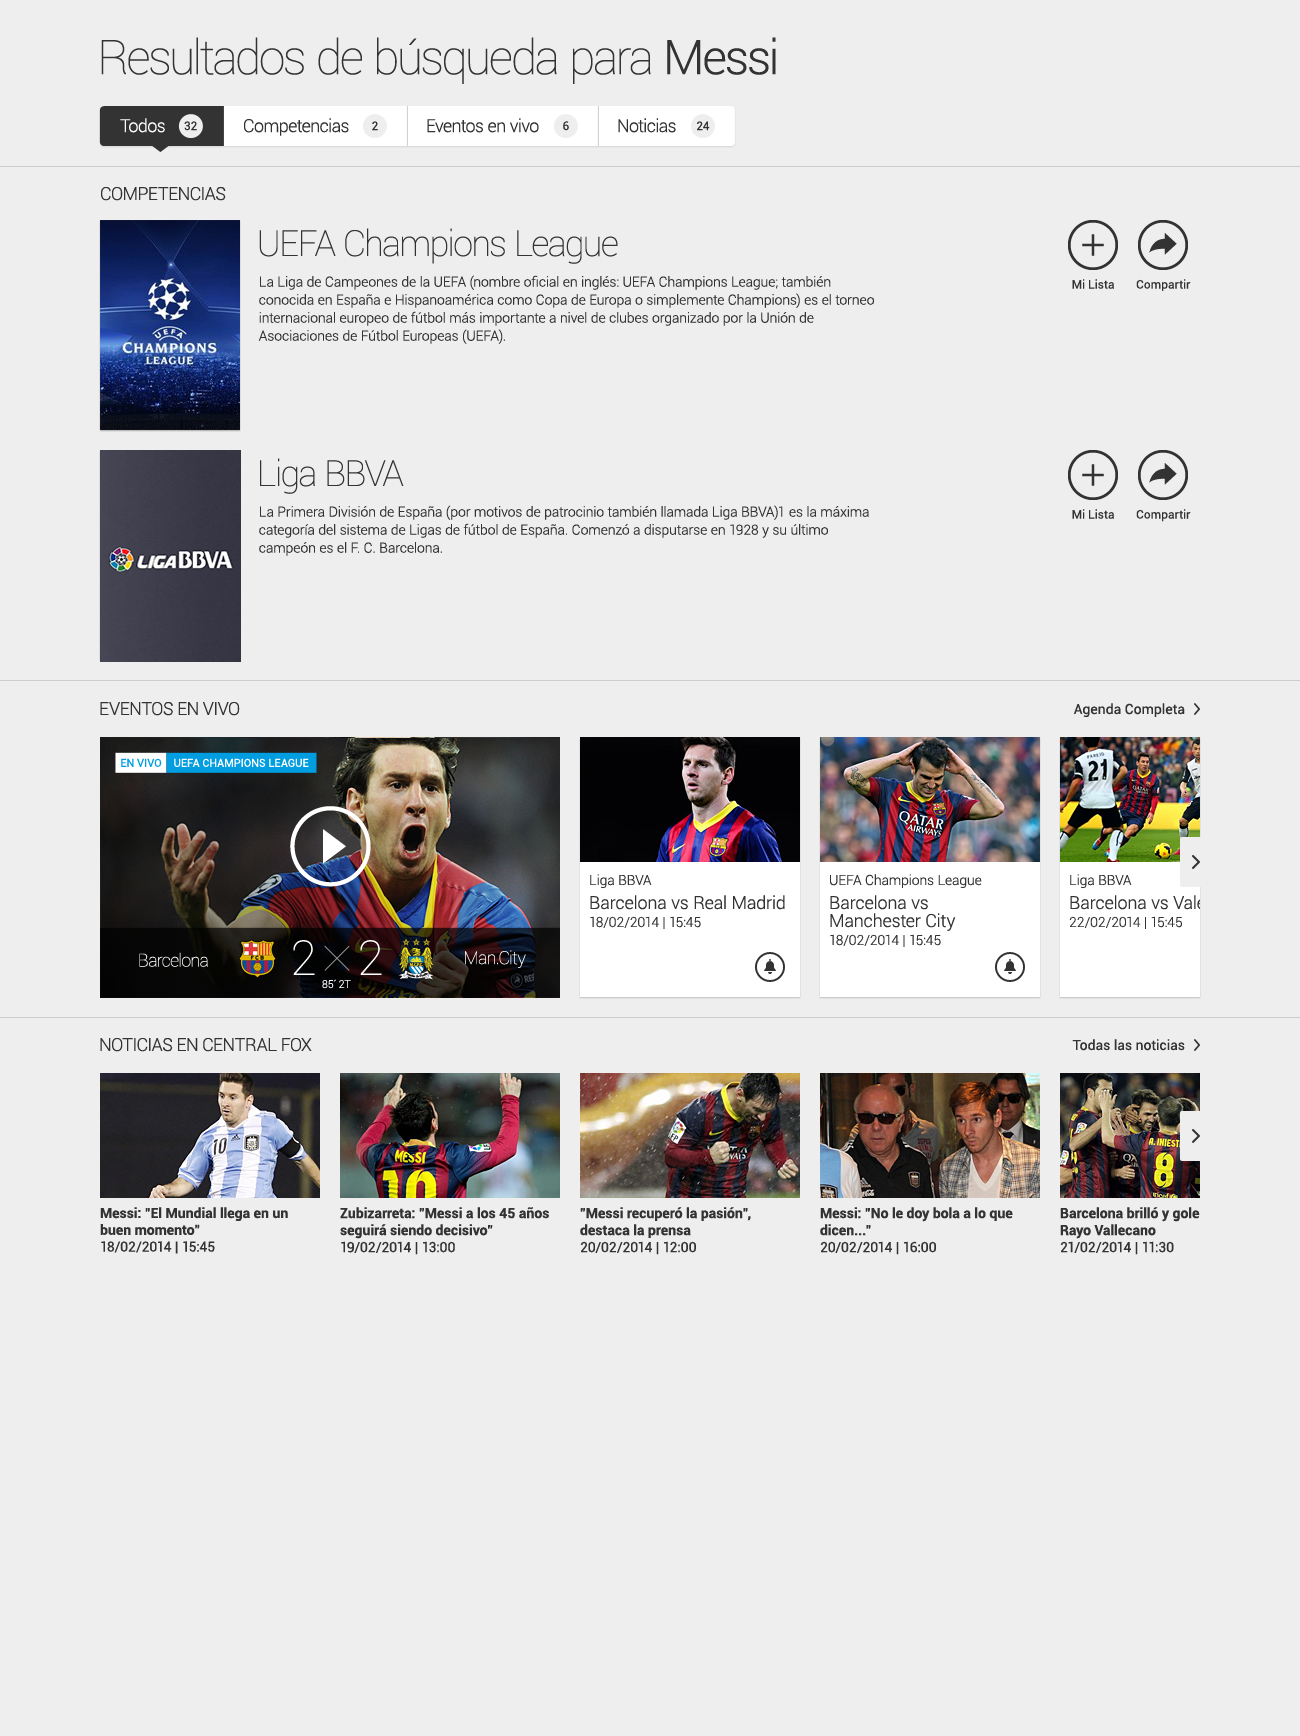 Resultados de búsqueda para Messi
Todos 32
Competencias 2
Eventos en vivo 6
Noticias 24
COMPETENCIAS
UEFA
CHAMPIONS
LEAGUE
UEFA Champions League
La Liga de Campeones de la UEFA (nombre oficial en inglés: UEFA Champions League; también
conocida en España e Hispanoamérica como Copa de Europa o simplemente Champions) es el torneo
internacional europeo de fútbol más importante a nivel de clubes organizado por la Unión de
Asociaciones de Fútbol Europeas (UEFA).
Mi Lista
Compartir
LIGA BBVA
Liga BBVA
La Primera División de España (por motivos de patrocinio también llamada Liga BBVA)1 es la máxima
categoría del sistema de Ligas de fútbol de España. Comenzó a disputarse en 1928 y su último
campeón es el F. C. Barcelona.
Mi Lista
Compartir
EVENTOS EN VIVO
Agenda Completa
EN VIVO UEFA CHAMPIONS LEAGUE
Barcelona
2 2
Man.City
85´ 2T
Liga BBVA
Barcelona vs Real Madrid
18/02/2014 | 15:45
QATAR
AIRWAYS
UEFA Champions League
Barcelona vs
Manchester City
18/02/2014 | 15:45
PAREJO
21
Liga BBVA
Barcelona vs Vale
22/02/2014 | 15:45
NOTICIAS EN CENTRAL FOX
Todas las noticias
10
Messi: "El Mundial llega en un
buen momento"
18/02/2014 | 15:45
MESSI
10
Zubizarreta: "Messi a los 45 años
seguirá siendo decisivo"
19/02/2014 | 13:00
"Messi recuperó la pasión",
destaca la prensa
20/02/2014 | 12:00
Messi: "No le doy bola a lo que
dicen..."
20/02/2014 | 16:00
A. INIEST
8
Barcelona brilló y gole
Rayo Vallecano
21/02/2014 | 11:30